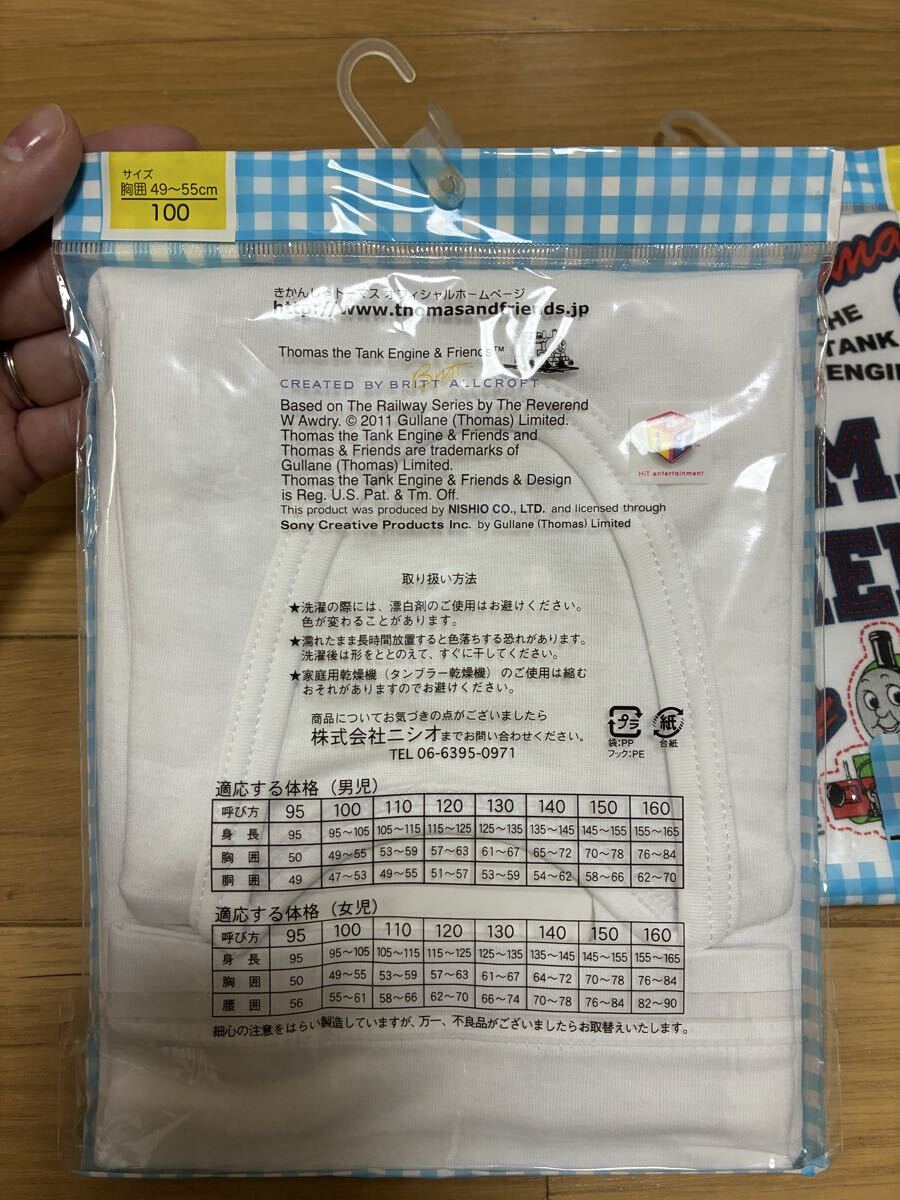 サイズ
胸囲 49～55cm
100
きかんしゃトーマス オフィシャルホームページ
http://www.thomasandfriends.jp
Thomas the Tank Engine & Friends™
CREATED BY BRITT ALLCROFT
Britt
Based on The Railway Series by The Reverend
W Awdry. © 2011 Gullane (Thomas) Limited.
Thomas the Tank Engine & Friends and
Thomas & Friends are trademarks of
Gullane (Thomas) Limited.
Thomas the Tank Engine & Friends & Design
is Reg. U.S. Pat. & Tm. Off.
This product was produced by NISHIO CO., LTD. and licensed through
Sony Creative Products Inc. by Gullane (Thomas) Limited
HiT entertainment
取り扱い方法
★洗濯の際には、漂白剤のご使用はお避けください。
色が変わることがあります。
★濡れたまま長時間放置すると色落ちする恐れがあります。
洗濯後は形をととのえて、すぐに干してください。
★家庭用乾燥機（タンブラー乾燥機）のご使用は縮む
おそれがありますのでお避けください。
商品についてお気づきの点がございましたら
株式会社ニシオまでお問い合わせください。
TEL 06-6395-0971
プラ
袋:PP
フック:PE
紙
台紙
適応する体格（男児）
呼び方 95 100 110 120 130 140 150 160
身長 95 95～105 105～115 115～125 125～135 135～145 145～155 155～165
胸囲 50 49～55 53～59 57～63 61～67 65～72 70～78 76～84
胴囲 49 47～53 49～55 51～57 53～59 54～62 58～66 62～70
適応する体格（女児）
呼び方 95 100 110 120 130 140 150 160
身長 95 95～105 105～115 115～125 125～135 135～145 145～155 155～165
胸囲 50 49～55 53～59 57～63 61～67 64～72 70～78 76～84
腰囲 56 55～61 58～66 62～70 66～74 70～78 76～84 82～90
細心の注意をはらい製造していますが、万一、不良品がございましたらお取替えいたします。
THE
TANK
ENGI